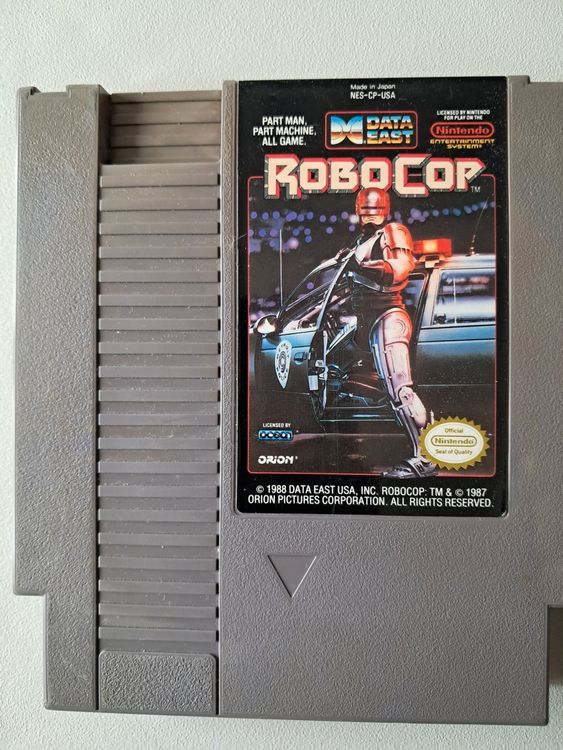 Made in Japan
NES-CP-USA
PART MAN,
PART MACHINE,
ALL GAME.
DATA
EAST
LICENSED BY NINTENDO
FOR PLAY ON THE
Nintendo
ENTERTAINMENT
SYSTEM®
ROBOCOP™
LICENSED BY
ocean
ORION®
Official
Nintendo
Seal of Quality
© 1988 DATA EAST USA, INC. ROBOCOP: TM & © 1987
ORION PICTURES CORPORATION. ALL RIGHTS RESERVED.